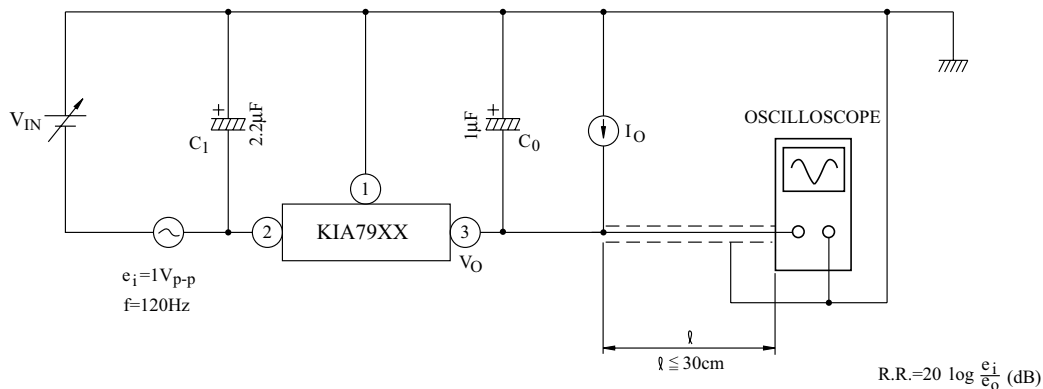 V_IN
+
C_1
2.2μF
1
+
1μF
C_0
I_O
OSCILLOSCOPE
2
KIA79XX
3
V_O
e_i=1V_p-p
f=120Hz
ℓ
ℓ ≦ 30cm
R.R.=20 log e_i/e_o (dB)